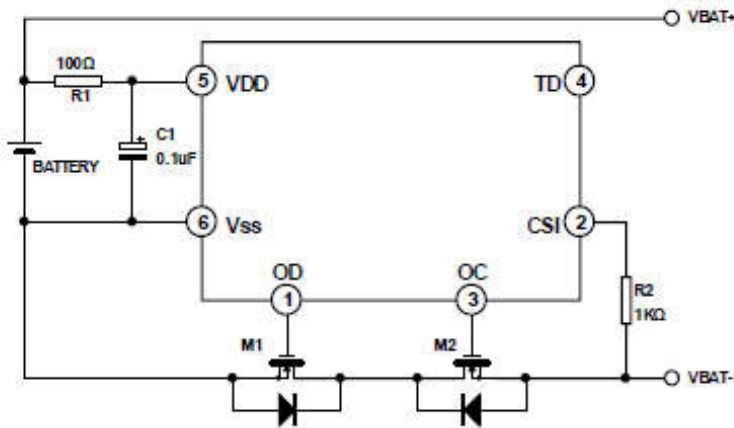 VBAT+
100Ω
R1
5
VDD
TD
4
C1
+
0.1uF
BATTERY
6
Vss
CSI
2
OD
OC
1
3
R2
1KΩ
M1
M2
VBAT-